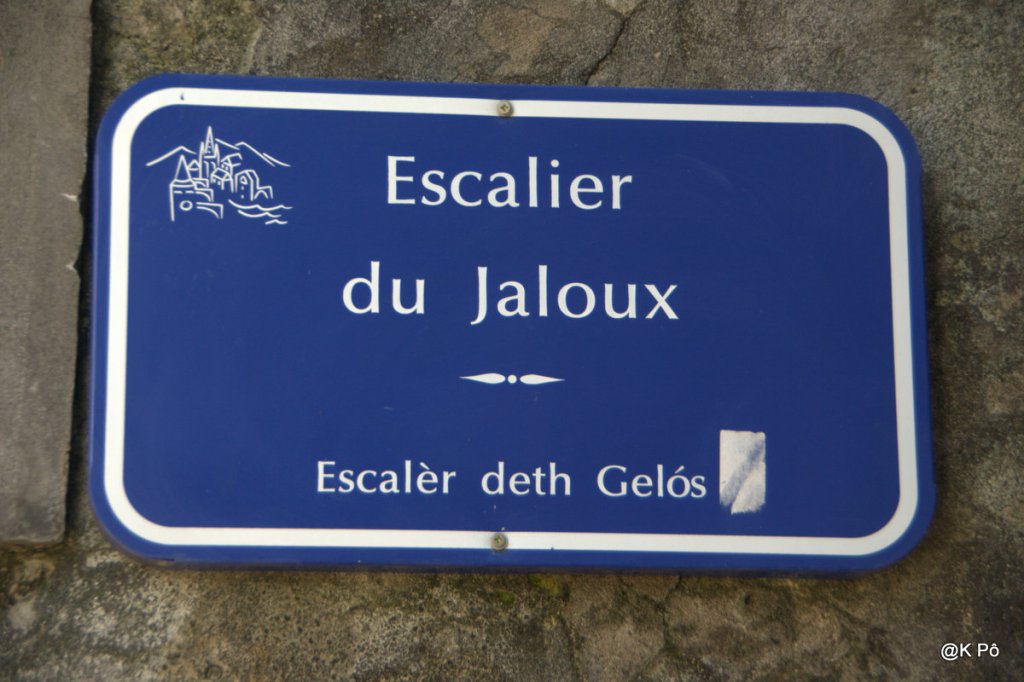 Escalier
du Jaloux
Escalèr deth Gelós
@K Pô